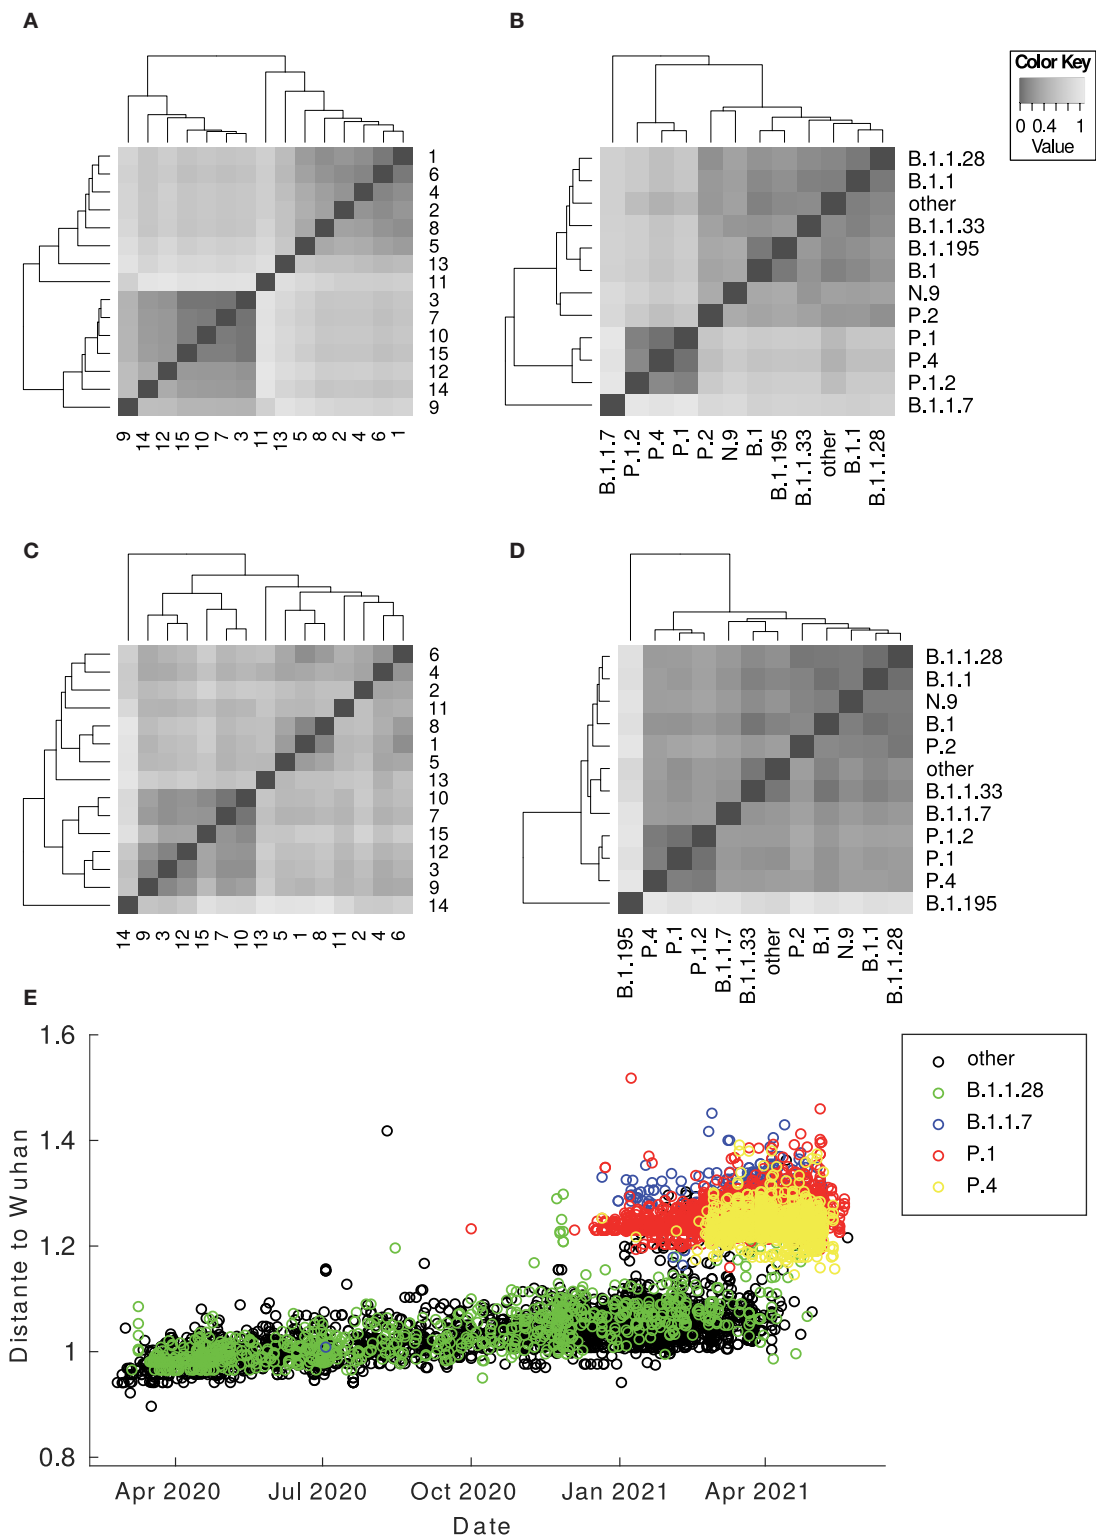 A
B
Color Key
0 0.4 1
Value
1
6
4
2
8
5
13
11
3
7
10
15
12
14
9
9 14 12 15 10 7 3 11 13 5 8 2 4 6 1
B.1.1.28
B.1.1
other
B.1.1.33
B.1.195
B.1
N.9
P.2
P.1
P.4
P.1.2
B.1.1.7
B.1.1.7 P.1.2 P.4 P.1 P.2 N.9 B.1 B.1.195 B.1.1.33 other B.1.1 B.1.1.28
C
D
6
4
2
11
8
1
5
13
10
7
15
12
3
9
14
14 9 3 12 15 7 10 13 5 1 8 11 2 4 6
B.1.1.28
B.1.1
N.9
B.1
P.2
other
B.1.1.33
B.1.1.7
P.1.2
P.1
P.4
B.1.195
B.1.195 P.4 P.1 P.1.2 B.1.1.7 B.1.1.33 other P.2 B.1 N.9 B.1.1 B.1.1.28
E
Distante to Wuhan
1.6
1.4
1.2
1
0.8
Apr 2020 Jul 2020 Oct 2020 Jan 2021 Apr 2021
Date
other
B.1.1.28
B.1.1.7
P.1
P.4